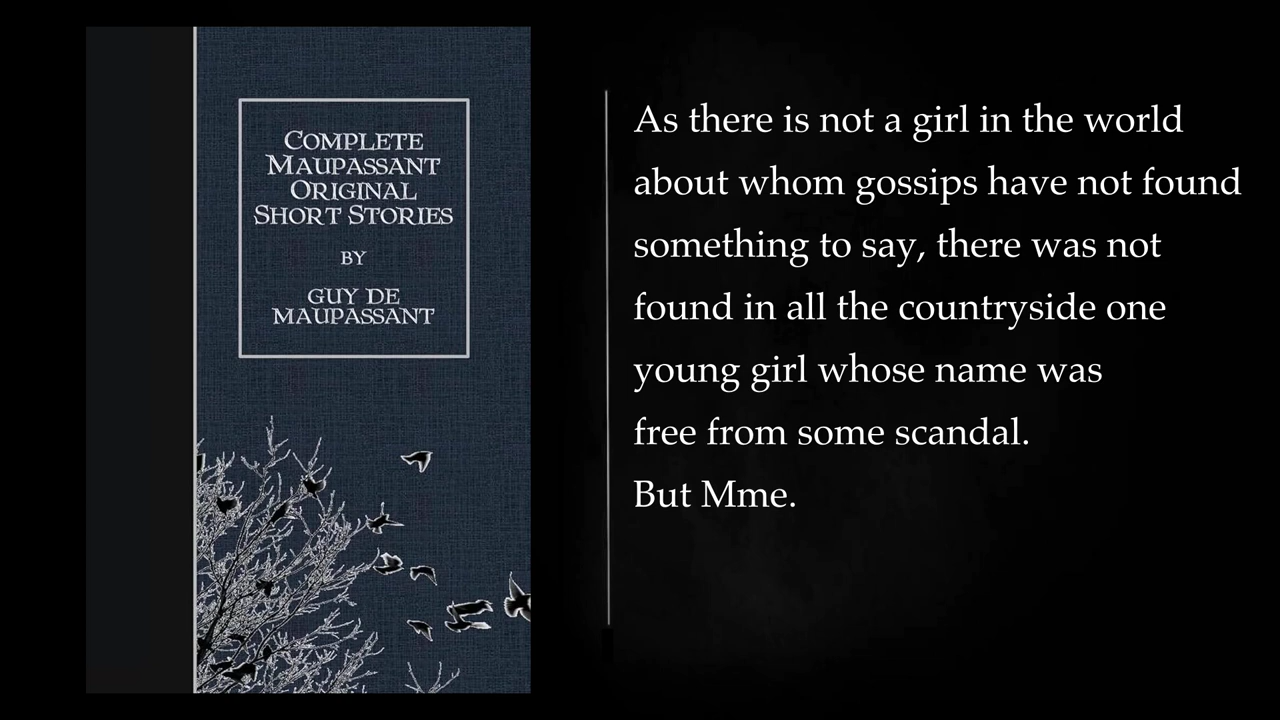 COMPLETE
MAUPASSANT
ORIGINAL
SHORT STORIES
BY
GUY DE
MAUPASSANT
As there is not a girl in the world
about whom gossips have not found
something to say, there was not
found in all the countryside one
young girl whose name was
free from some scandal.
But Mme.